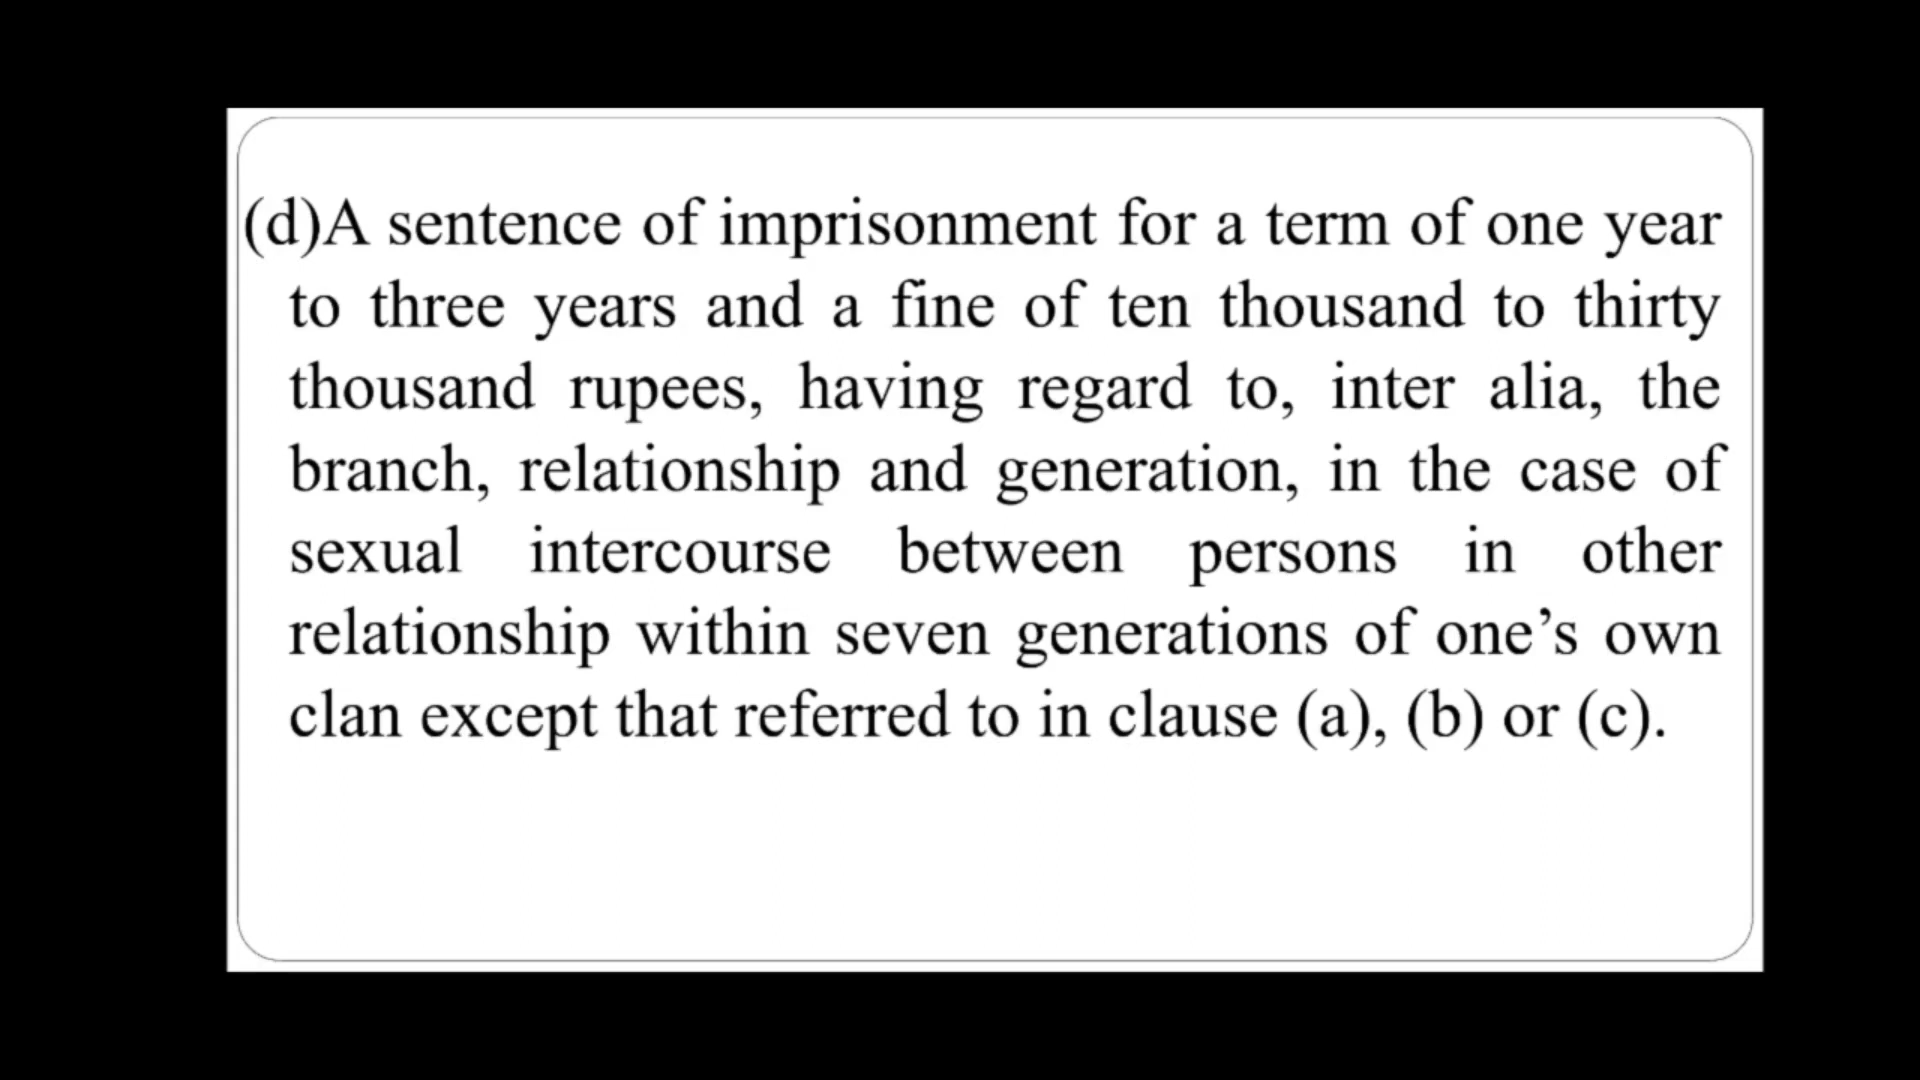 (d)A sentence of imprisonment for a term of one year
to three years and a fine of ten thousand to thirty
thousand rupees, having regard to, inter alia, the
branch, relationship and generation, in the case of
sexual intercourse between persons in other
relationship within seven generations of one’s own
clan except that referred to in clause (a), (b) or (c).